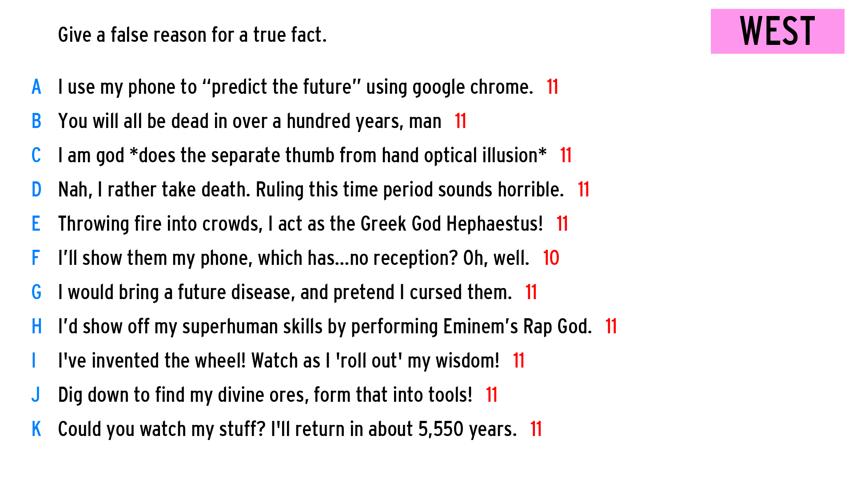 Give a false reason for a true fact.
WEST
A I use my phone to “predict the future” using google chrome. 11
B You will all be dead in over a hundred years, man 11
C I am god *does the separate thumb from hand optical illusion* 11
D Nah, I rather take death. Ruling this time period sounds horrible. 11
E Throwing fire into crowds, I act as the Greek God Hephaestus! 11
F I’ll show them my phone, which has...no reception? Oh, well. 10
G I would bring a future disease, and pretend I cursed them. 11
H I’d show off my superhuman skills by performing Eminem’s Rap God. 11
I I've invented the wheel! Watch as I 'roll out' my wisdom! 11
J Dig down to find my divine ores, form that into tools! 11
K Could you watch my stuff? I'll return in about 5,550 years. 11